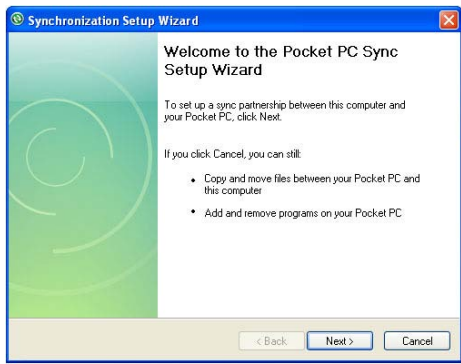 Synchronization Setup Wizard
Welcome to the Pocket PC Sync
Setup Wizard
To set up a sync partnership between this computer and
your Pocket PC, click Next.
If you click Cancel, you can still:
• Copy and move files between your Pocket PC and
this computer
• Add and remove programs on your Pocket PC
< Back Next > Cancel